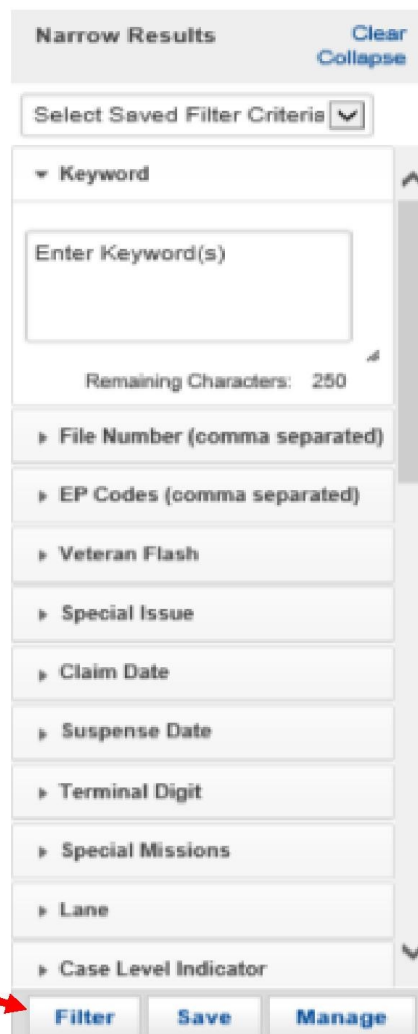 Narrow Results
Clear
Collapse
Select Saved Filter Criteria
Keyword
Enter Keyword(s)
Remaining Characters: 250
File Number (comma separated)
EP Codes (comma separated)
Veteran Flash
Special Issue
Claim Date
Suspense Date
Terminal Digit
Special Missions
Lane
Case Level Indicator
Filter Save Manage